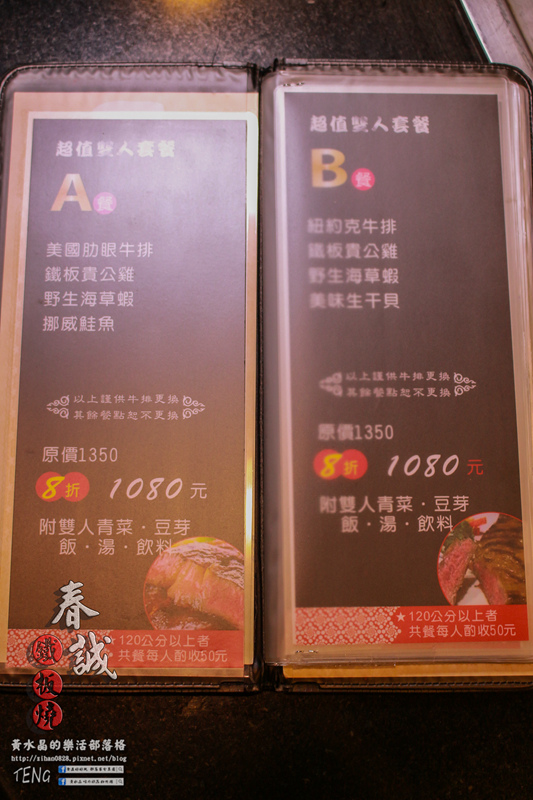 超值雙人套餐
A餐
美國肋眼牛排
鐵板貴公雞
野生海草蝦
挪威鮭魚
以上謹供牛排更換
其餘餐點恕不更換
原價1350
8折 1080元
附雙人青菜·豆芽
飯·湯·飲料
★120公分以上者
共餐每人酌收50元
超值雙人套餐
B餐
紐約克牛排
鐵板貴公雞
野生海草蝦
美味生干貝
以上謹供牛排更換
其餘餐點恕不更換
原價1350
8折 1080元
附雙人青菜·豆芽
飯·湯·飲料
★120公分以上者
共餐每人酌收50元
春誠
鐵板燒
黃水晶的樂活部落格
http://sihan0828.pixnet.net/blog
TENG